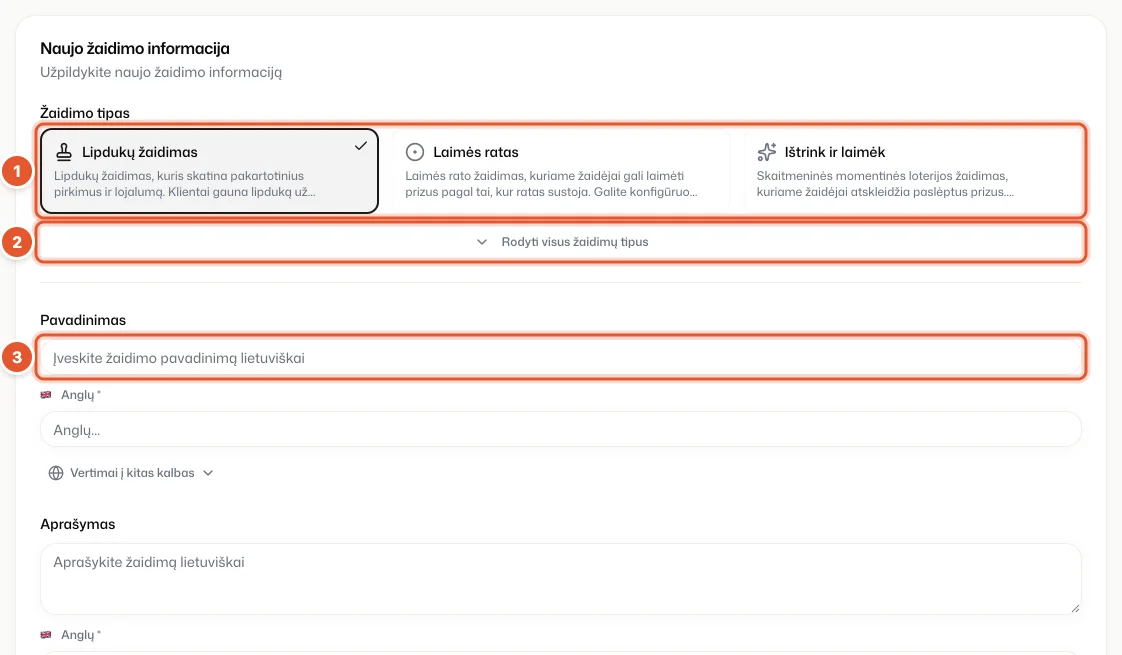 Naujo žaidimo informacija
Užpildykite naujo žaidimo informaciją
Žaidimo tipas
1
Lipdukų žaidimas
Lipdukų žaidimas, kuris skatina pakartotinius
pirkimus ir lojalumą. Klientai gauna lipduką už...
Laimės ratas
Laimės rato žaidimas, kuriame žaidėjai gali laimėti
prizus pagal tai, kur ratas sustoja. Galite konfigūruo...
Ištrink ir laimėk
Skaitmeninės momentinės loterijos žaidimas,
kuriame žaidėjai atskleidžia paslėptus prizus....
2
Rodyti visus žaidimų tipus
Pavadinimas
3
Įveskite žaidimo pavadinimą lietuviškai
Anglų *
Anglų...
Vertimai į kitas kalbas
Aprašymas
Aprašykite žaidimą lietuviškai
Anglų *